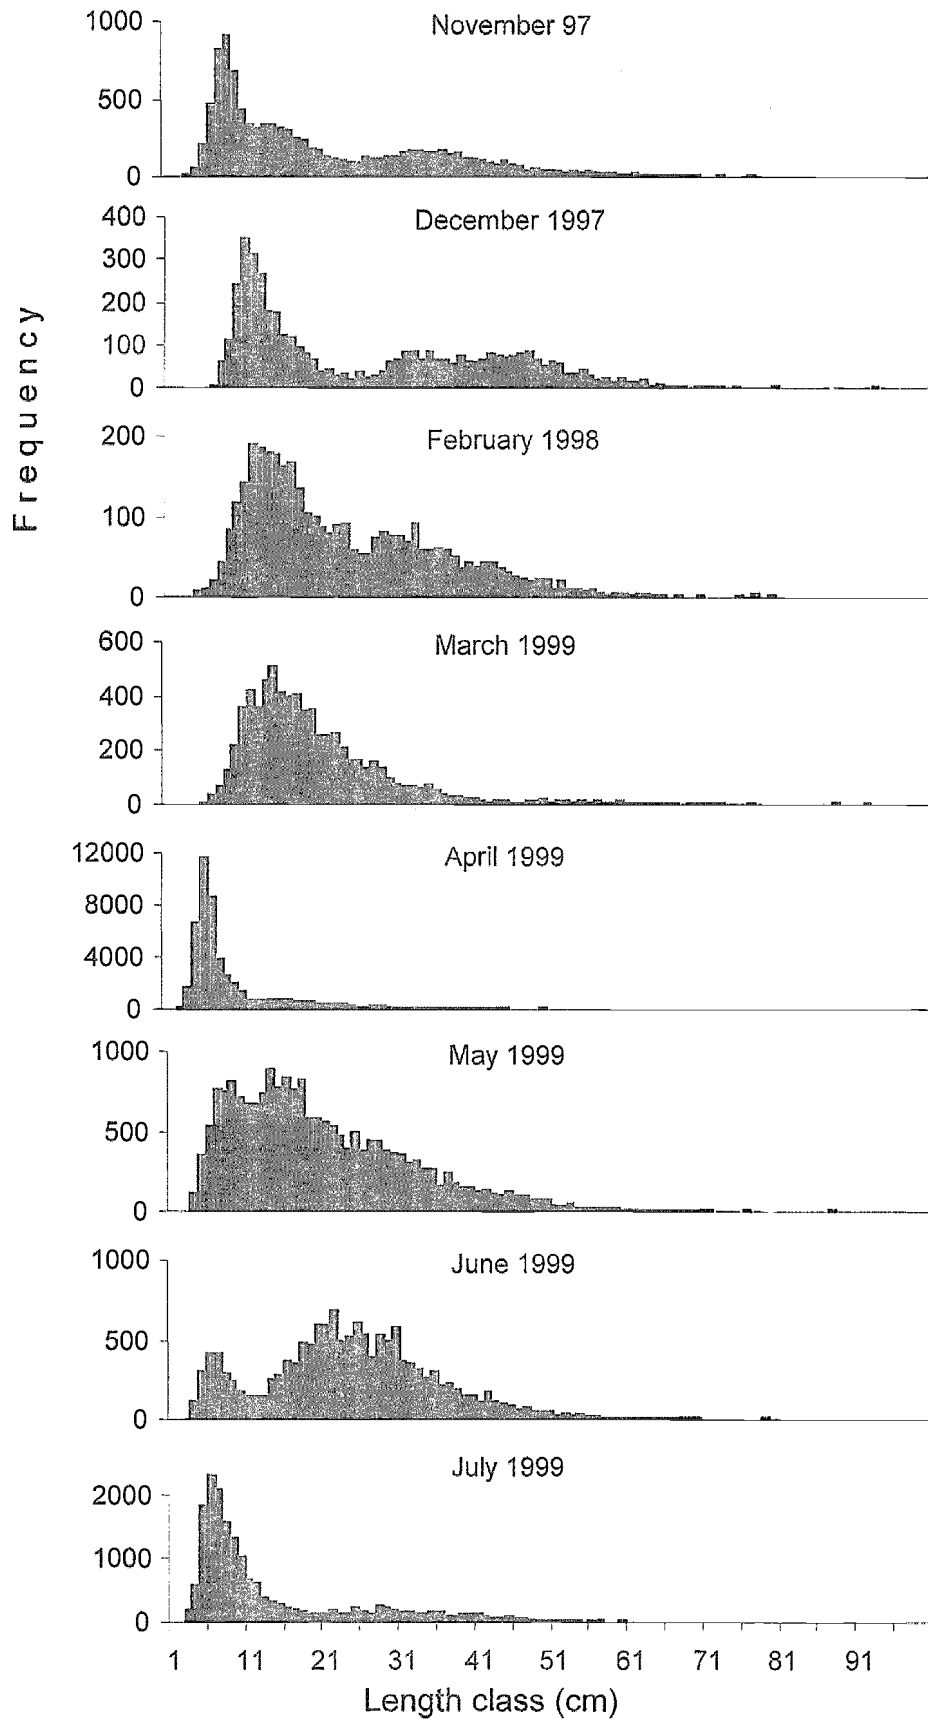 November 97
1000
500
0
December 1997
400
300
200
100
0
Frequency
February 1998
200
100
0
March 1999
600
400
200
0
April 1999
12000
8000
4000
0
May 1999
1000
500
0
June 1999
1000
500
0
July 1999
2000
1000
0
1 11 21 31 41 51 61 71 81 91
Length class (cm)